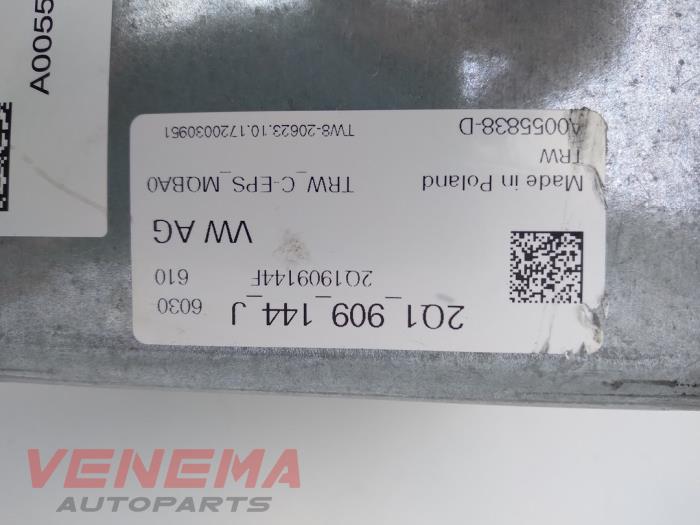 2Q1_909_144_J 6030
2Q1909144F 610
VW AG
Made in Poland TRW_C-EPS_MQBA0
TRW
A0055838-D TW8-20623.10.1720030951
A0055
VENEMA
AUTOPARTS